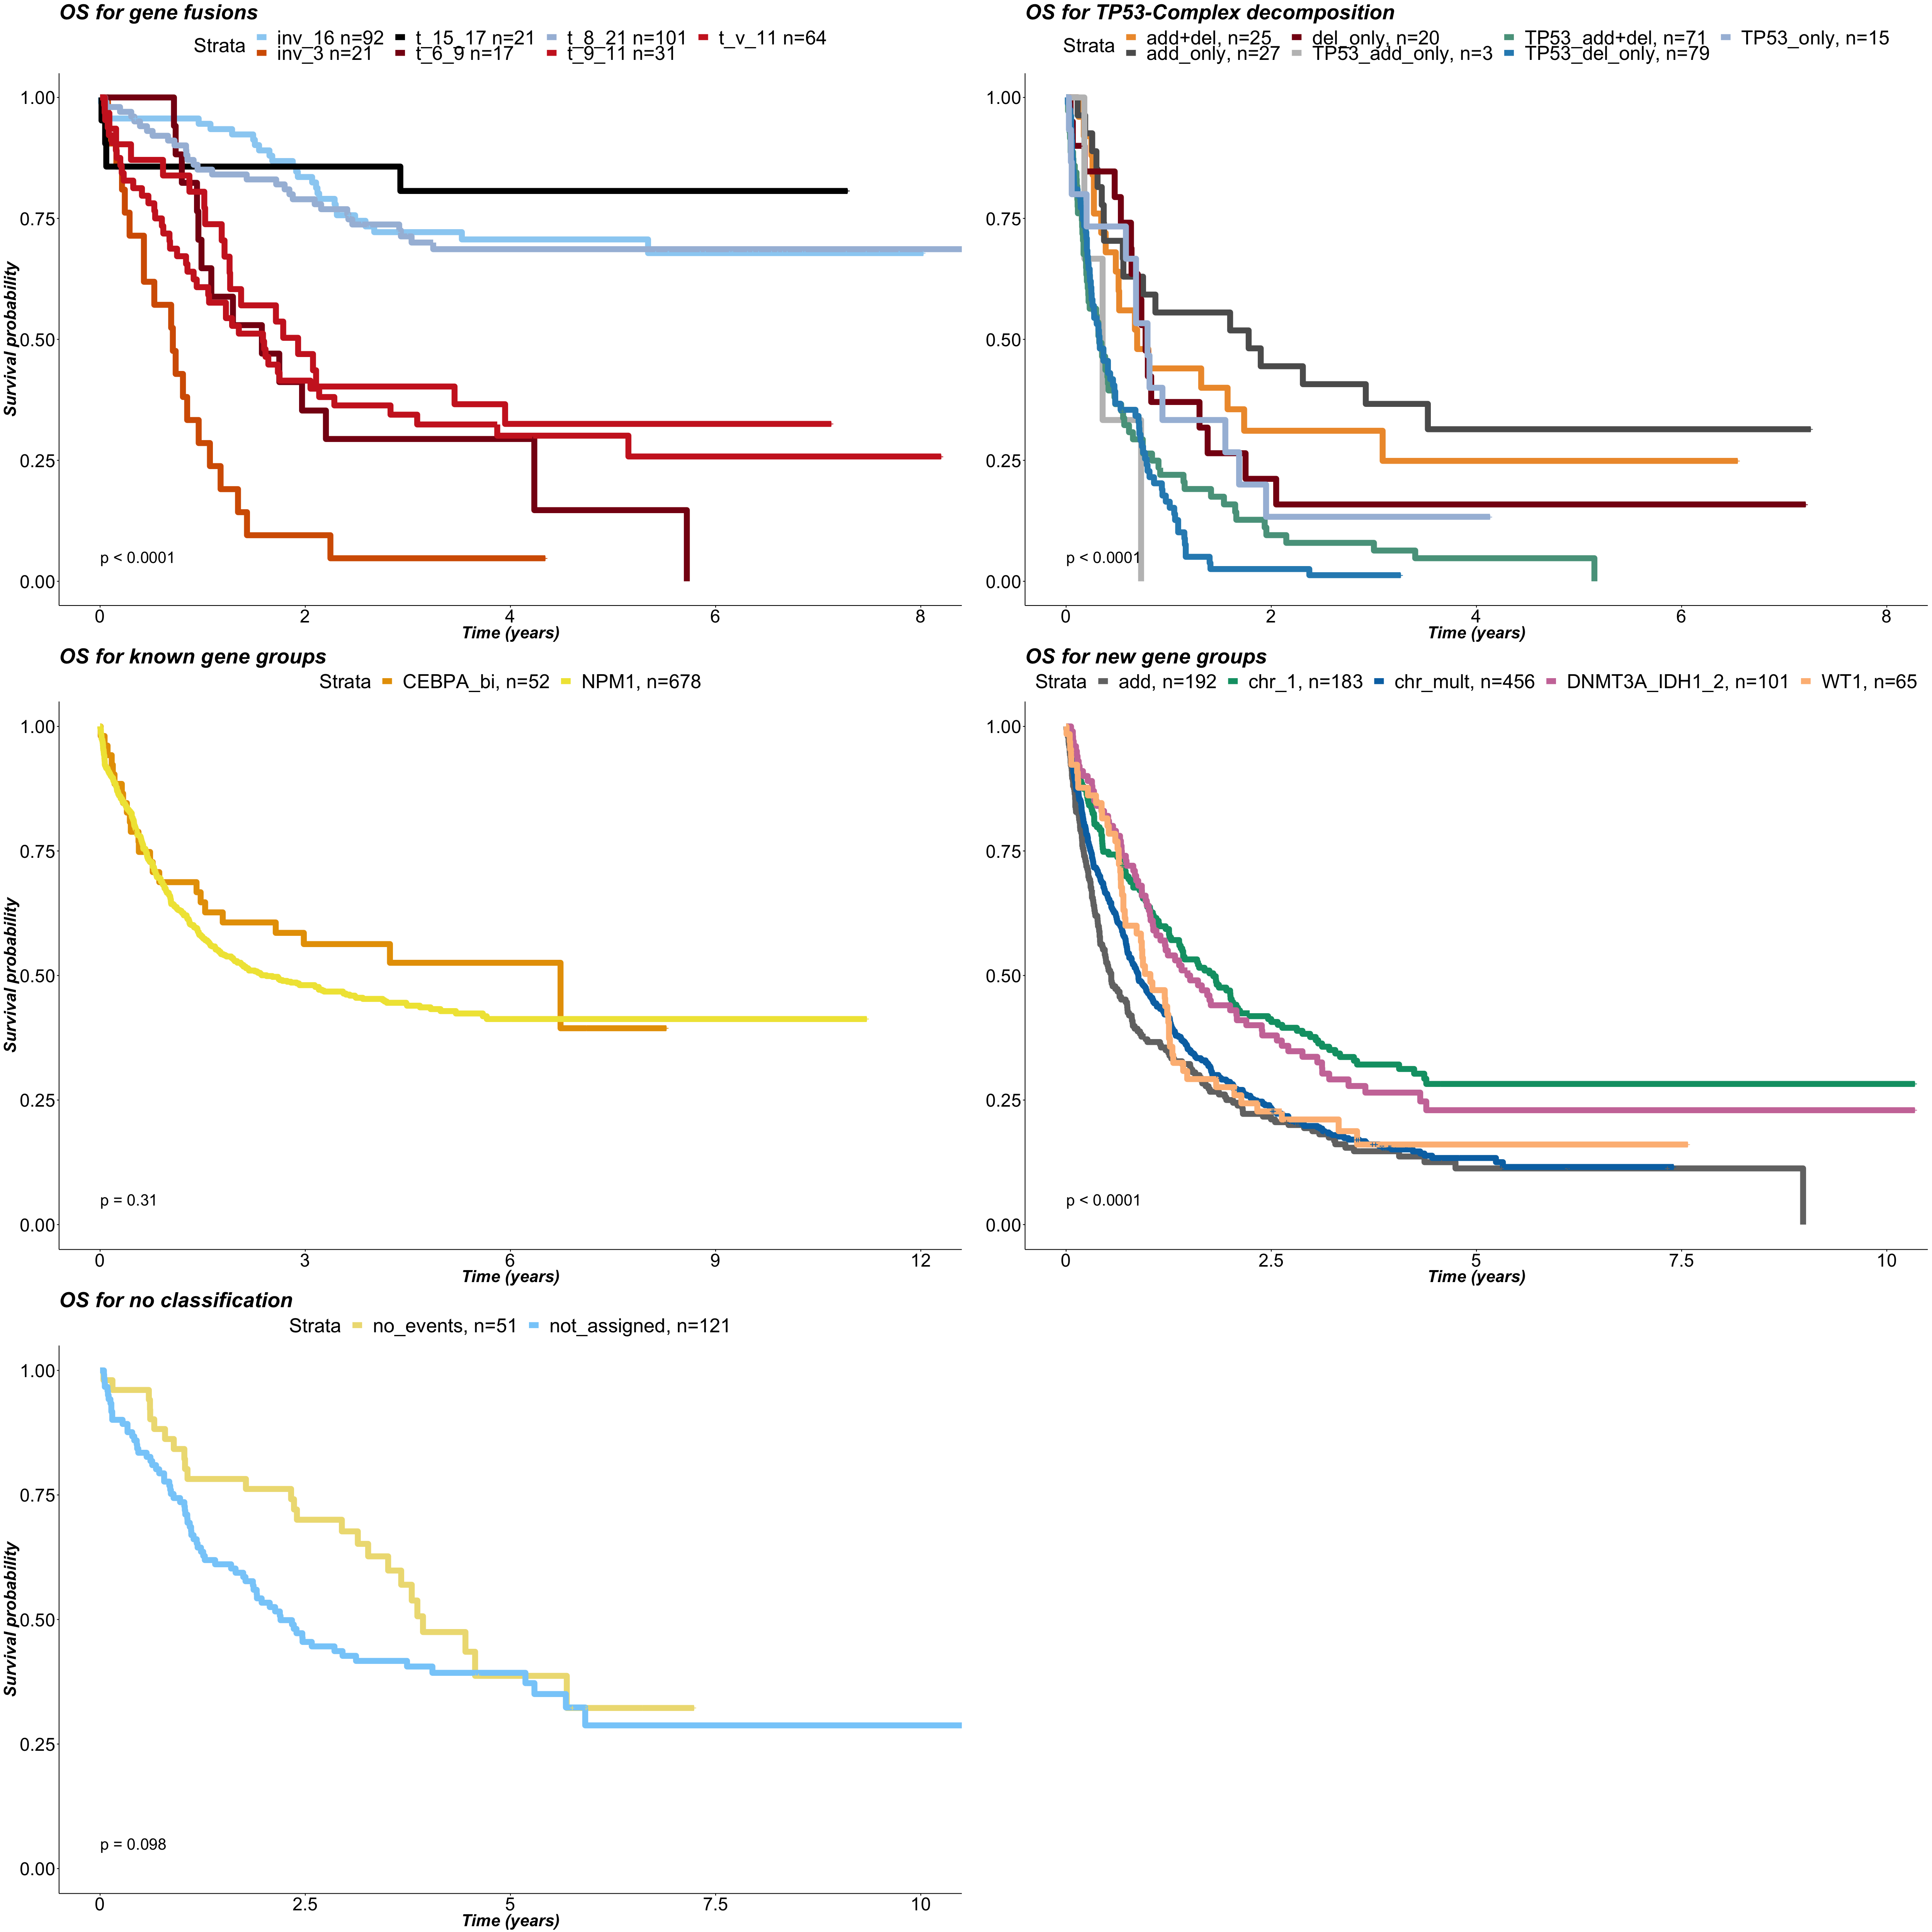 OS for gene fusions
Strata inv_16 n=92 t_15_17 n=21 t_8_21 n=101 t_v_11 n=64
inv_3 n=21 t_6_9 n=17 t_9_11 n=31
1.00
0.75
0.50
0.25
0.00
Survival probability
p < 0.0001
0 2 4 6 8
Time (years)
OS for TP53-Complex decomposition
Strata add+del, n=25 del_only, n=20 TP53_add+del, n=71 TP53_only, n=15
add_only, n=27 TP53_add_only, n=3 TP53_del_only, n=79
1.00
0.75
0.50
0.25
0.00
Survival probability
p < 0.0001
0 2 4 6 8
Time (years)
OS for known gene groups
Strata CEBPA_bi, n=52 NPM1, n=678
1.00
0.75
0.50
0.25
0.00
Survival probability
p = 0.31
0 3 6 9 12
Time (years)
OS for new gene groups
Strata add, n=192 chr_1, n=183 chr_mult, n=456 DNMT3A_IDH1_2, n=101 WT1, n=65
1.00
0.75
0.50
0.25
0.00
Survival probability
p < 0.0001
0 2.5 5 7.5 10
Time (years)
OS for no classification
Strata no_events, n=51 not_assigned, n=121
1.00
0.75
0.50
0.25
0.00
Survival probability
p = 0.098
0 2.5 5 7.5 10
Time (years)